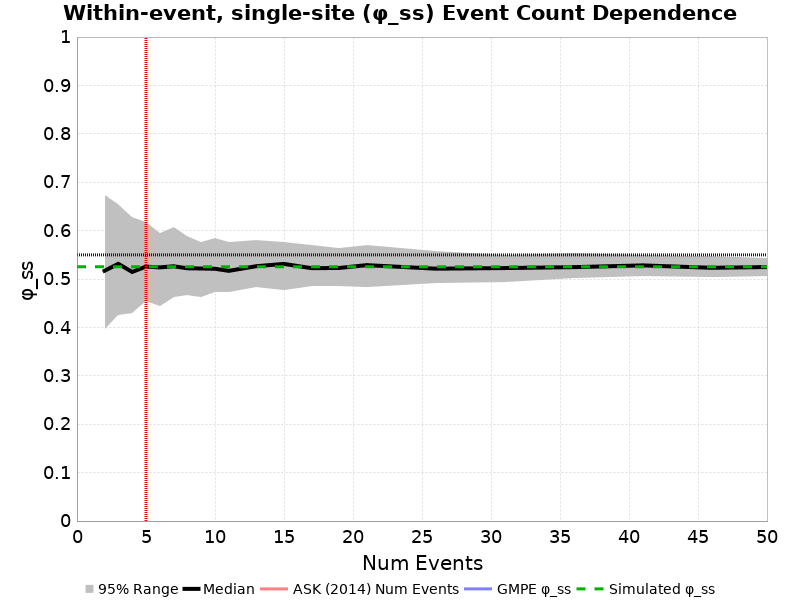 Within-event, single-site (φ_ss) Event Count Dependence
1
0.9
0.8
0.7
0.6
0.5
0.4
0.3
0.2
0.1
0
φ_ss
0 5 10 15 20 25 30 35 40 45 50
Num Events
95% Range Median ASK (2014) Num Events GMPE φ_ss Simulated φ_ss